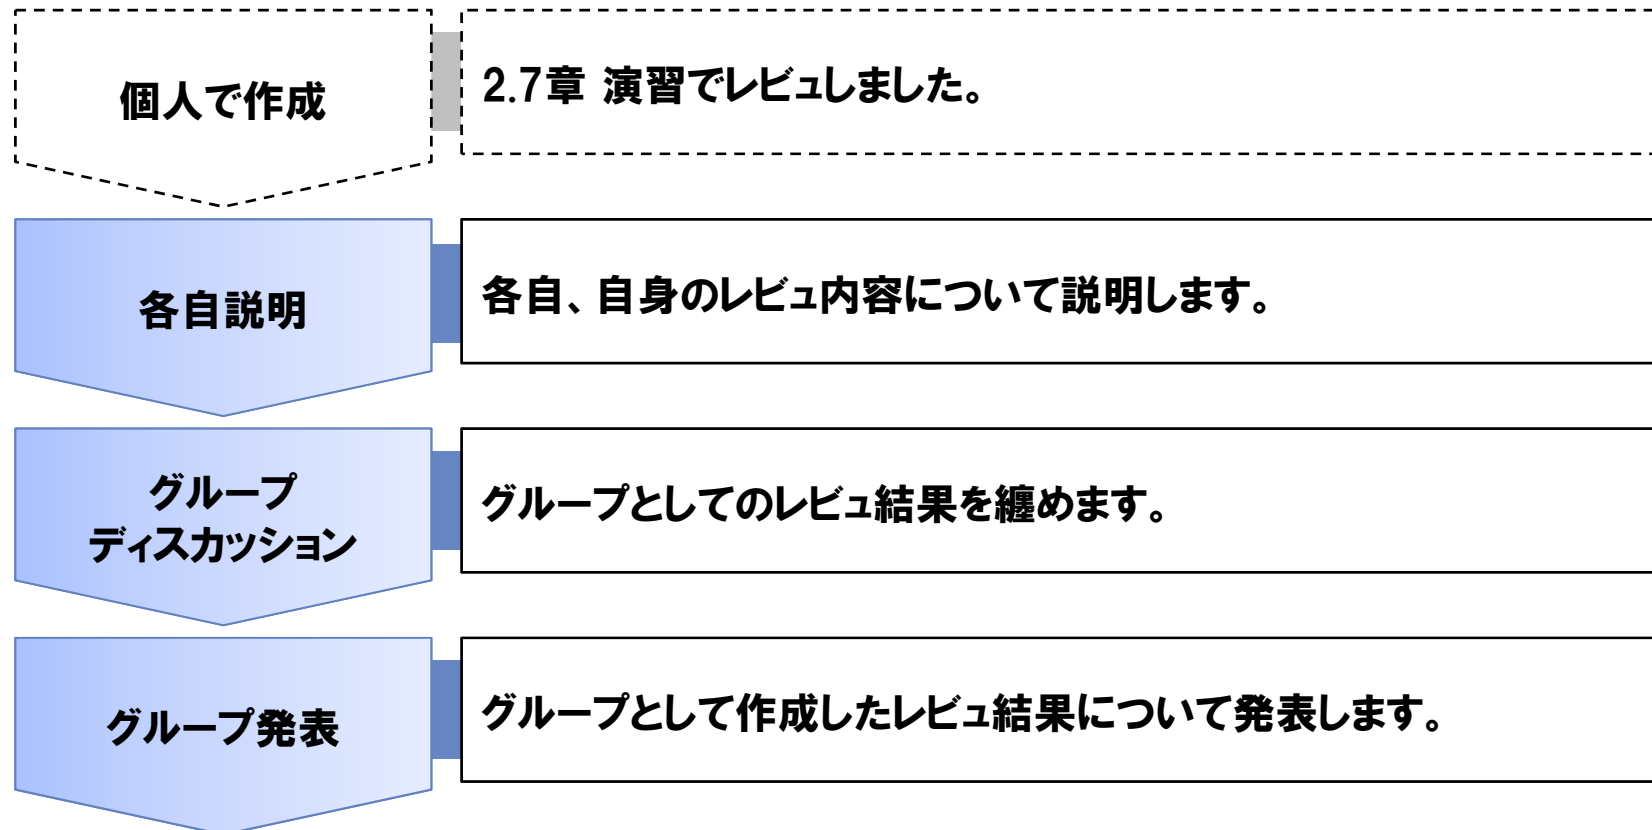 個人で作成
2.7章 演習でレビュしました。
各自説明
各自、自身のレビュ内容について説明します。
グループ
ディスカッション
グループとしてのレビュ結果を纏めます。
グループ発表
グループとして作成したレビュ結果について発表します。